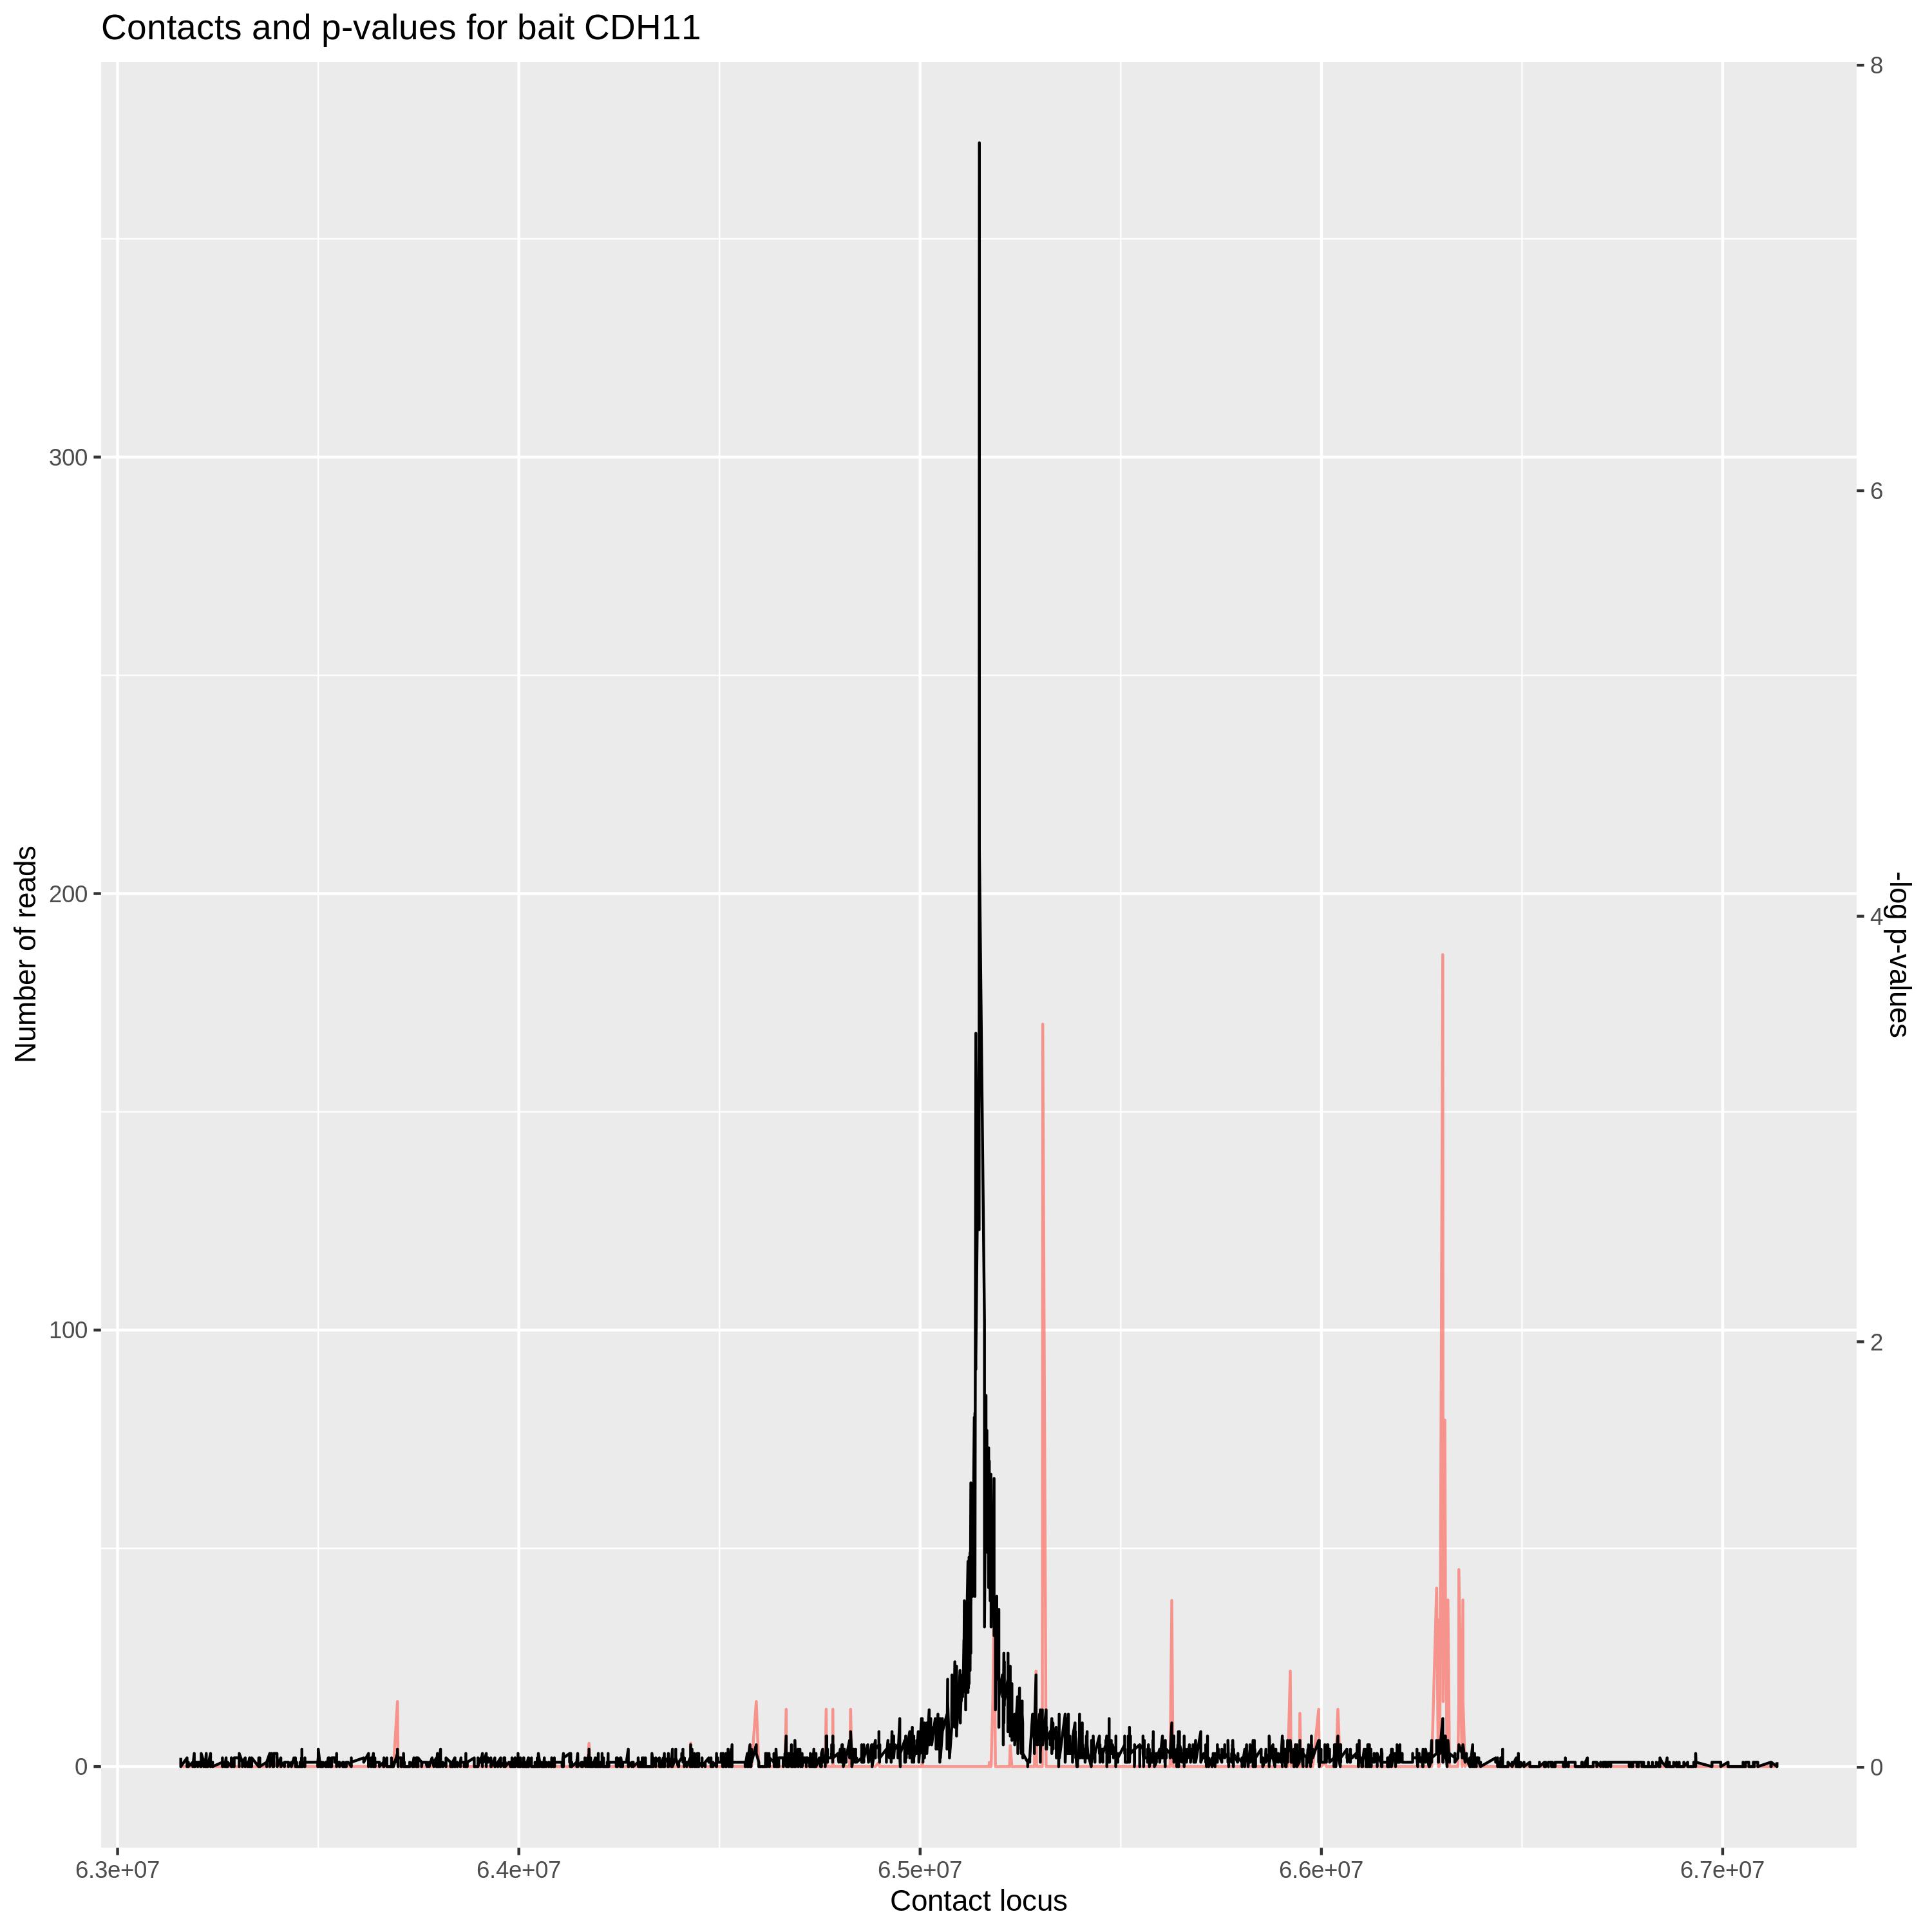 Contacts and p-values for bait CDH11
Number of reads
300
200
100
0
8
6
4
2
0
-log p-values
6.3e+07
6.4e+07
6.5e+07
6.6e+07
6.7e+07
Contact locus